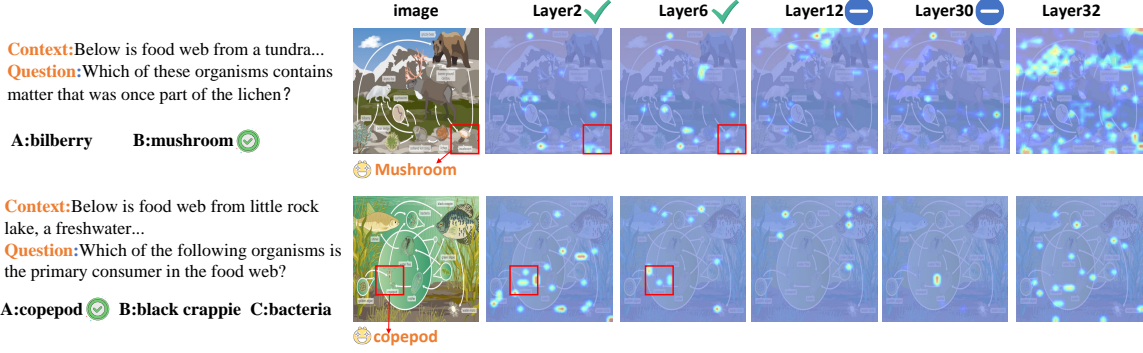 image Layer2 Layer6 Layer12 Layer30 Layer32
Context:Below is food web from a tundra...
Question:Which of these organisms contains
matter that was once part of the lichen?
A:bilberry B:mushroom
Mushroom
Context:Below is food web from little rock
lake, a freshwater...
Question:Which of the following organisms is
the primary consumer in the food web?
A:copepod B:black crappie C:bacteria
copepod